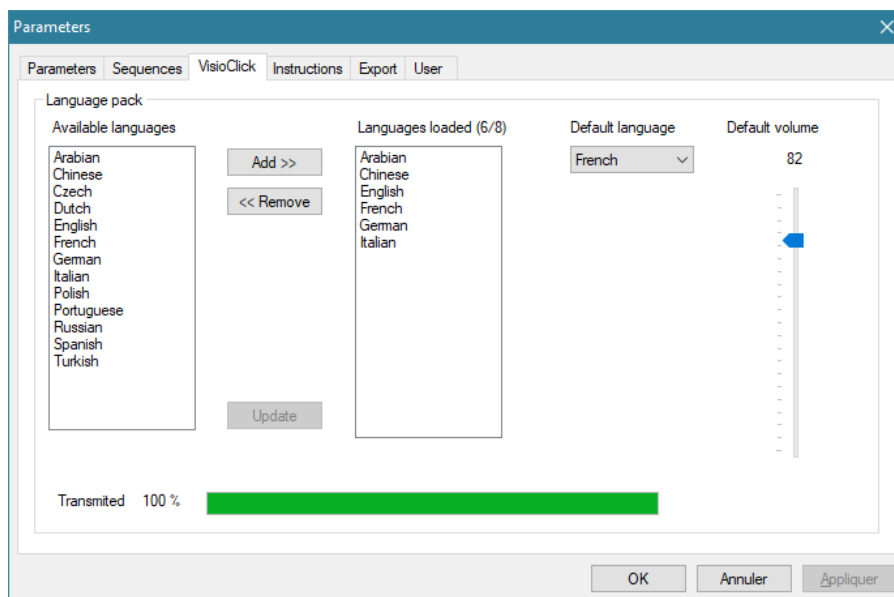 Parameters
Parameters Sequences VisioClick Instructions Export User
Language pack
Available languages
Arabian
Chinese
Czech
Dutch
English
French
German
Italian
Polish
Portuguese
Russian
Spanish
Turkish
Add >>
<< Remove
Update
Languages loaded (6/8)
Arabian
Chinese
English
French
German
Italian
Default language
French
Default volume
82
Transmited 100 %
OK Annuler Appliquer